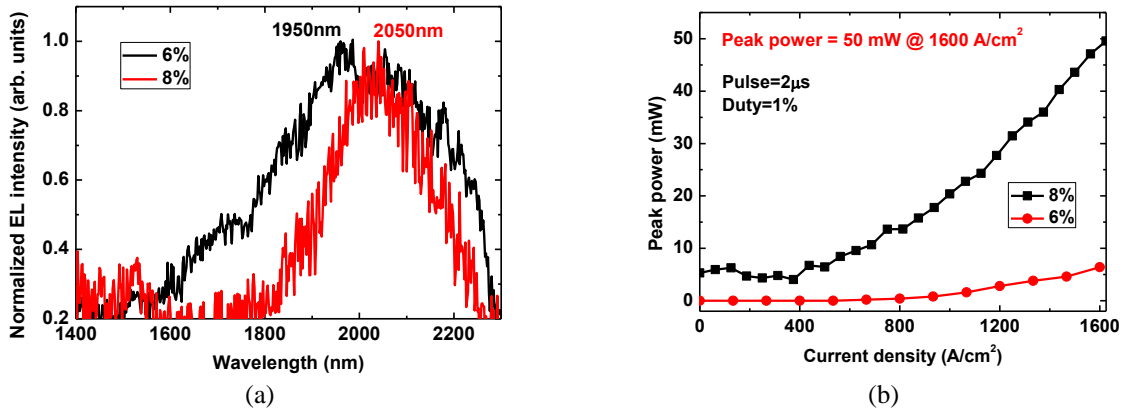 1950nm 2050nm
6%
8%
Normalized EL intensity (arb. units)
1.0
0.8
0.6
0.4
0.2
1400 1600 1800 2000 2200
Wavelength (nm)
(a)
Peak power = 50 mW @ 1600 A/cm²
Pulse=2μs
Duty=1%
8%
6%
Peak power (mW)
50
40
30
20
10
0
0 400 800 1200 1600
Current density (A/cm²)
(b)